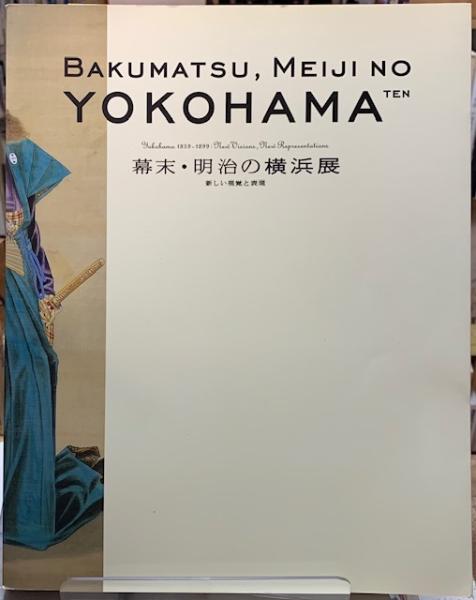 BAKUMATSU, MEIJI NO
YOKOHAMA TEN
Yokohama 1859-1899: New Visions, New Representations
幕末・明治の横浜展
新しい視覚と表現